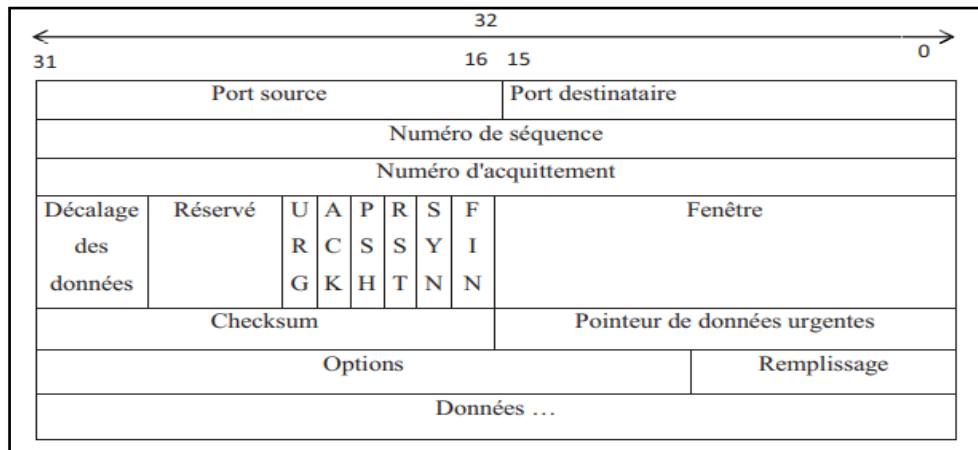 32
31 16 15 0
Port source Port destinataire
Numéro de séquence
Numéro d'acquittement
Décalage Réservé U A P R S F Fenêtre
des R C S S Y I
données G K H T N N
Checksum Pointeur de données urgentes
Options Remplissage
Données …